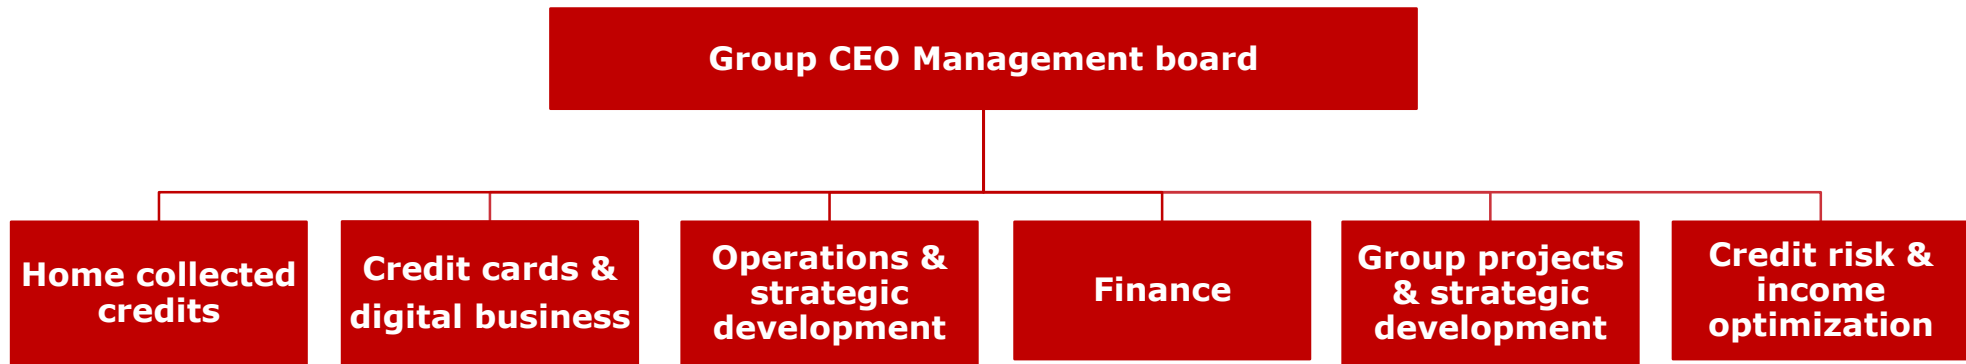 Group CEO Management board
Home collected
credits
Credit cards &
digital business
Operations &
strategic
development
Finance
Group projects
& strategic
development
Credit risk &
income
optimization